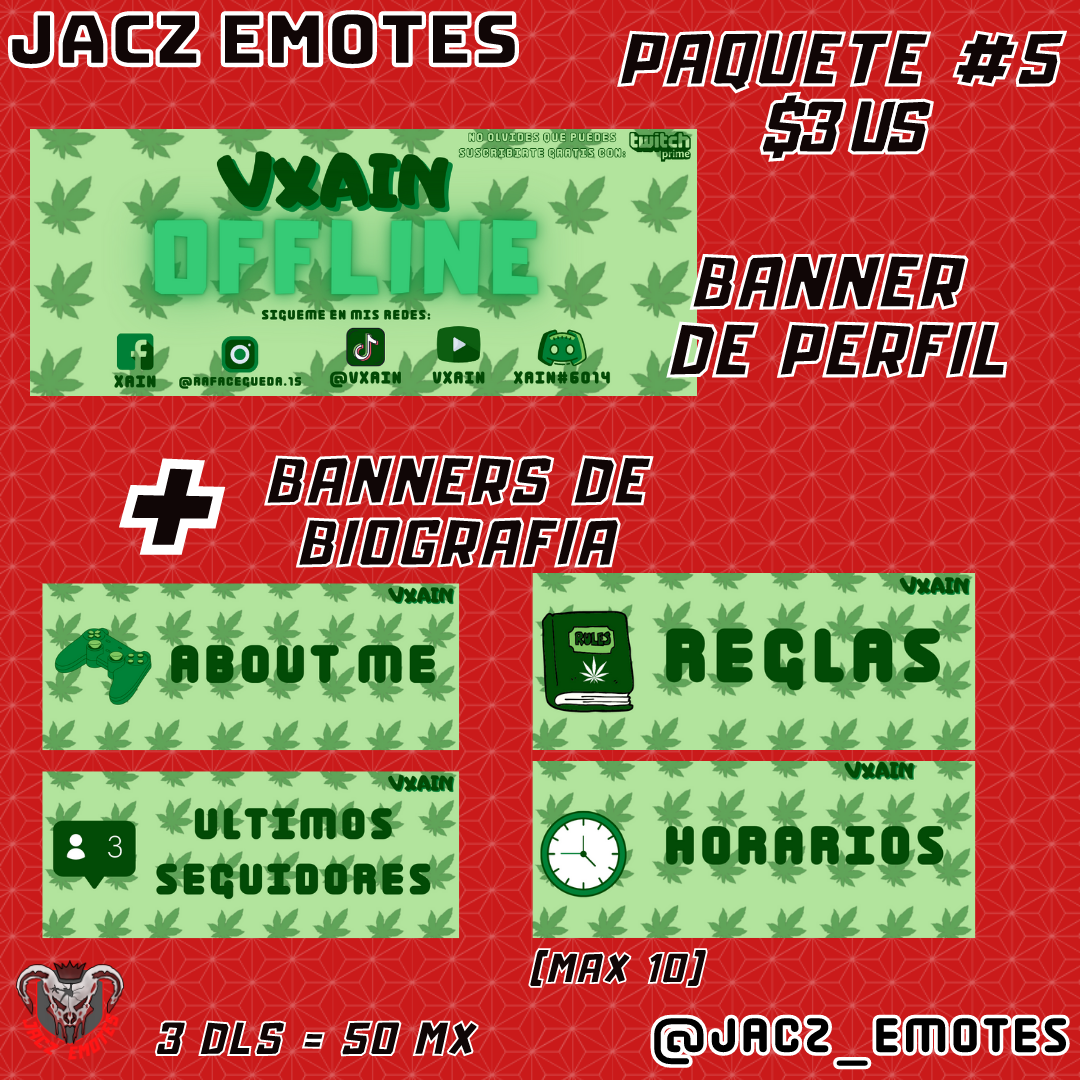 JACZ EMOTES
PAQUETE #5
$3 US
NO OLVIDES QUE PUEDES
SUSCRIBIRTE GRATIS CON:
twitch
prime
VXAIN
OFFLINE
SIGUEME EN MIS REDES:
XAIN
@RAFACEGUEDA.15
@VXAIN
VXAIN
XAIN#6014
BANNER
DE PERFIL
+
BANNERS DE
BIOGRAFIA
VXAIN
ABOUT ME
VXAIN
RULES
REGLAS
VXAIN
3
ULTIMOS
SEGUIDORES
VXAIN
HORARIOS
[MAX 10]
3 DLS = 50 MX
@JACZ_EMOTES